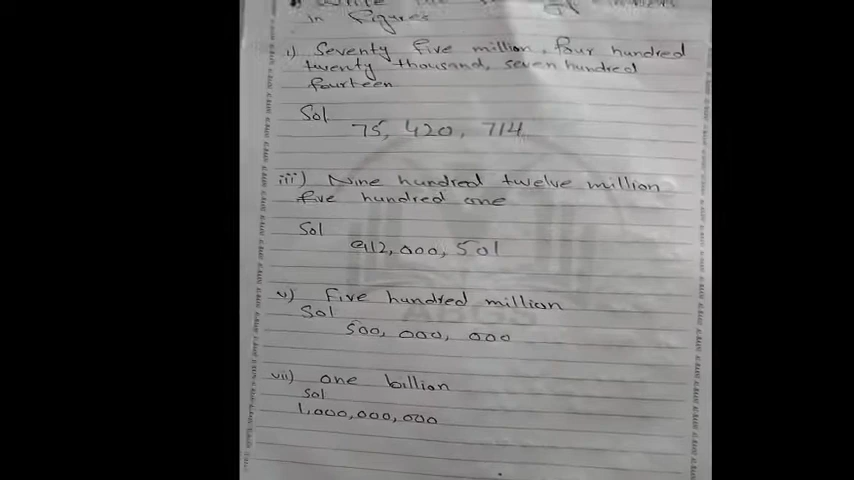 in figures
i) Seventy five million, four hundred
twenty thousand, seven hundred
fourteen
Sol
75, 420, 714
iii) Nine hundred twelve million
five hundred one
Sol
912,000, 501
v) Five hundred million
Sol
500, 000, 000
vii) one billion
Sol
1,000,000,000